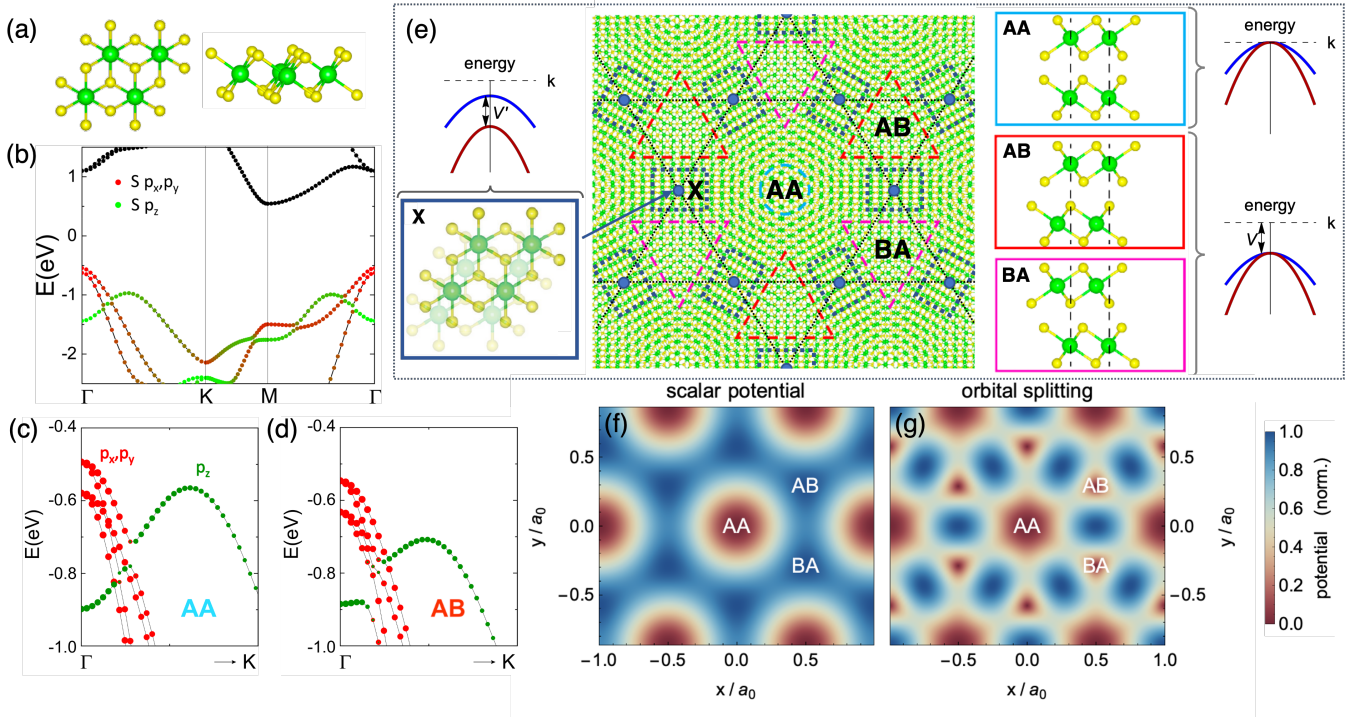 (a)
(b)
S px,py
S pz
E(eV)
1
0
-1
-2
Γ
K
M
Γ
(c)
-0.4
-0.6
-0.8
-1.0
E(eV)
px,py
pz
AA
Γ
→ K
(d)
-0.4
-0.6
-0.8
-1.0
E(eV)
AB
Γ
→ K
(e)
energy
k
V'
X
AB
X
AA
BA
AA
AB
BA
energy
k
energy
k
V
scalar potential
(f)
AB
AA
BA
0.5
0.0
−0.5
y / a0
−1.0
−0.5
0.0
0.5
x / a0
orbital splitting
(g)
AB
AA
BA
0.5
0.0
−0.5
y / a0
−0.5
0.0
0.5
1.0
x / a0
1.0
0.8
0.6
0.4
0.2
0.0
potential (norm.)